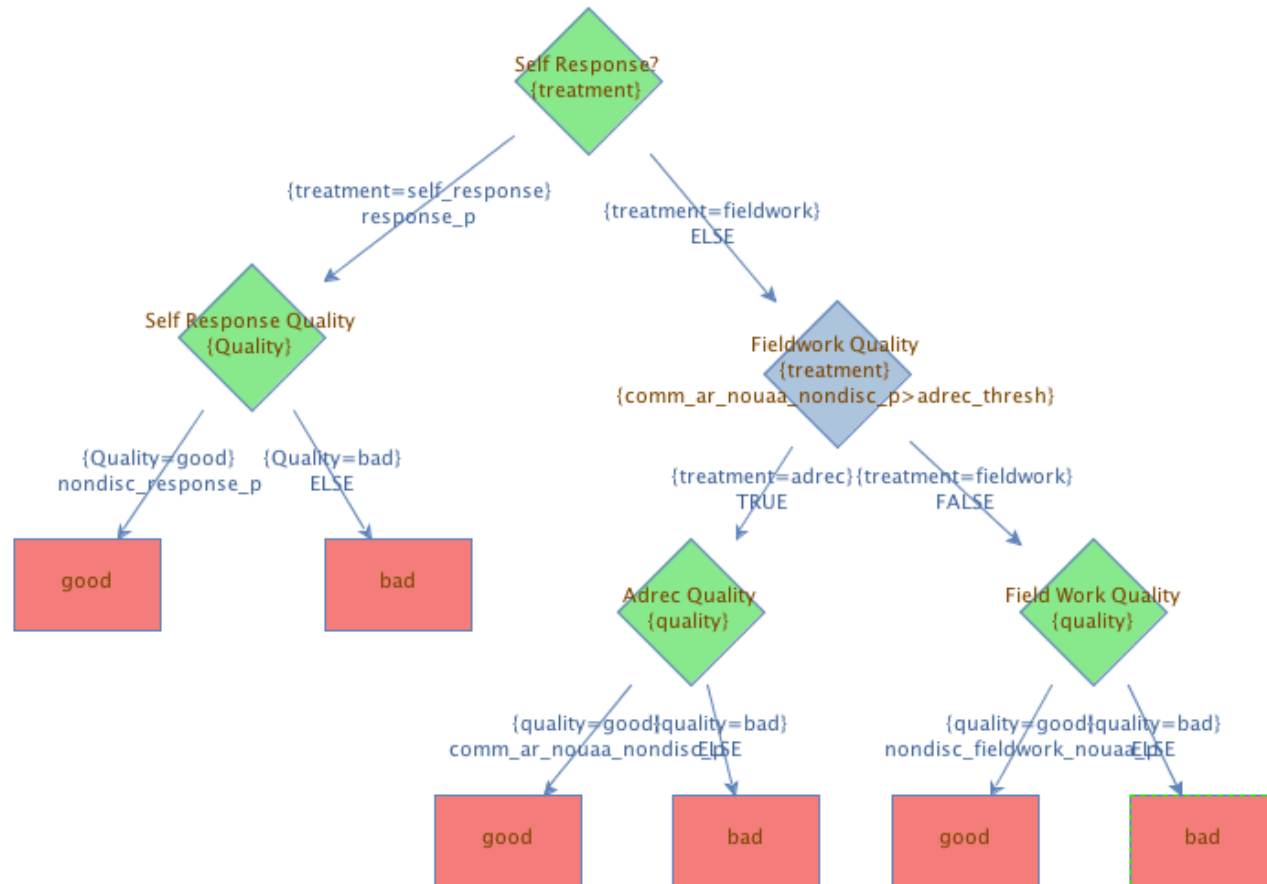 Self Response?
{treatment}
{treatment=self_response}
response_p
{treatment=fieldwork}
ELSE
Self Response Quality
{Quality}
Fieldwork Quality
{treatment}
{comm_ar_nouaa_nondisc_p>adrec_thresh}
{Quality=good}
nondisc_response_p
{Quality=bad}
ELSE
{treatment=adrec}
TRUE
{treatment=fieldwork}
FALSE
good
bad
Adrec Quality
{quality}
Field Work Quality
{quality}
{quality=good}
comm_ar_nouaa_nondisc_p
{quality=bad}
ELSE
{quality=good}
nondisc_fieldwork_nouaa_p
{quality=bad}
ELSE
good
bad
good
bad